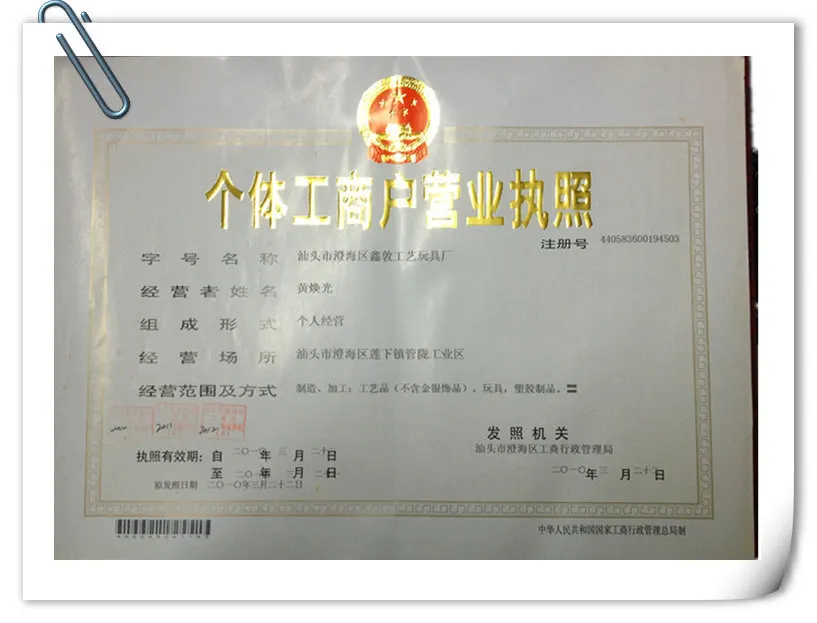 个体工商户营业执照
注册号 440583600194503
字号名称 汕头市澄海区鑫敦工艺玩具厂
经营者姓名 黄焕光
组成形式 个人经营
经营场所 汕头市澄海区莲下镇管陇工业区
经营范围及方式 制造、加工：工艺品（不含金银饰品），玩具，塑胶制品。〓
2010 2011 2012
发照机关
汕头市澄海区工商行政管理局
执照有效期：自 二〇一〇 年 三 月 二十 日
至 年 三 月 日
二〇一〇 年 三 月 二十 日
原发照日期 二〇一〇年三月二十二日
中华人民共和国国家工商行政管理总局制